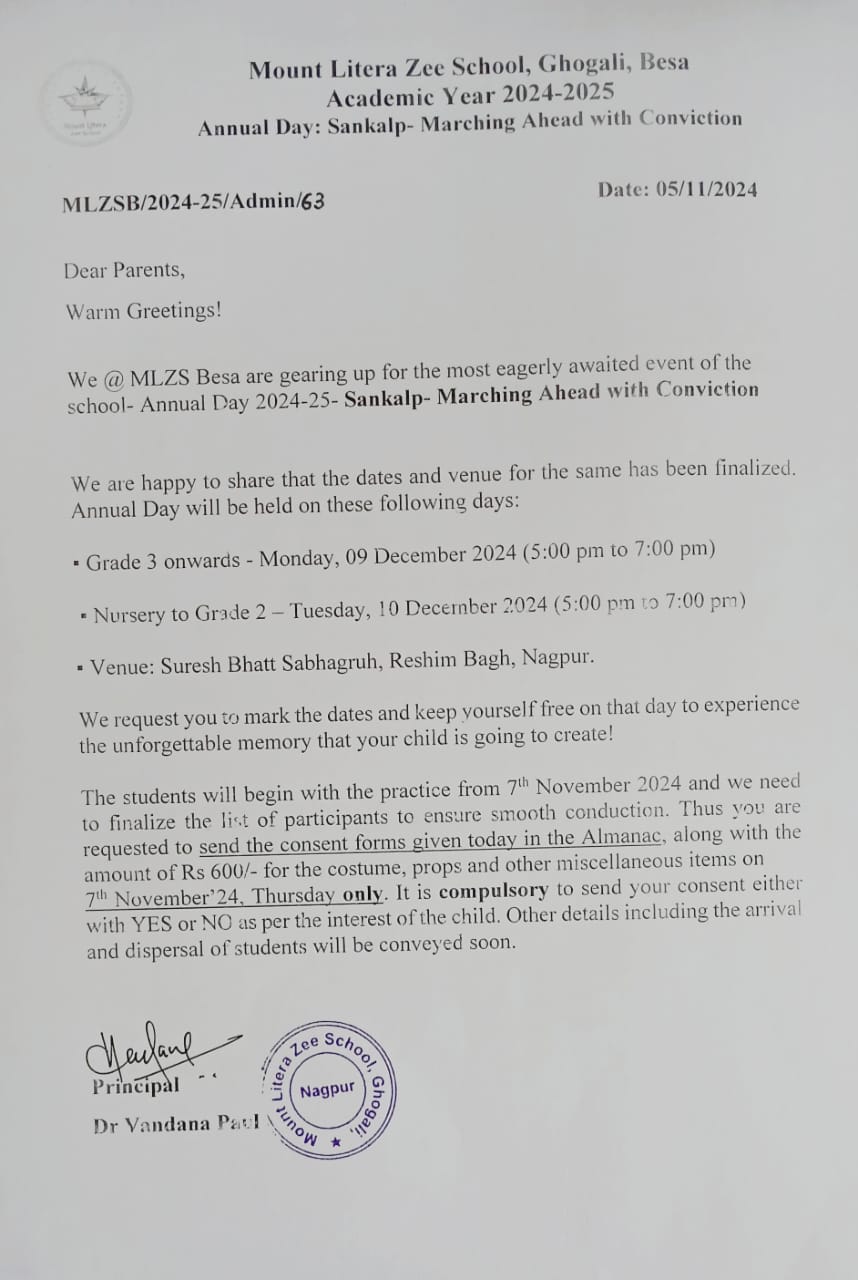 Mount Litera Zee School, Ghogali, Besa
Academic Year 2024-2025
Annual Day: Sankalp- Marching Ahead with Conviction
Mount Litera
Zee School
MLZSB/2024-25/Admin/63
Date: 05/11/2024
Dear Parents,
Warm Greetings!
We @ MLZS Besa are gearing up for the most eagerly awaited event of the
school- Annual Day 2024-25- Sankalp- Marching Ahead with Conviction
We are happy to share that the dates and venue for the same has been finalized.
Annual Day will be held on these following days:
▪ Grade 3 onwards - Monday, 09 December 2024 (5:00 pm to 7:00 pm)
▪ Nursery to Grade 2 – Tuesday, 10 December 2024 (5:00 pm to 7:00 pm)
▪ Venue: Suresh Bhatt Sabhagruh, Reshim Bagh, Nagpur.
We request you to mark the dates and keep yourself free on that day to experience
the unforgettable memory that your child is going to create!
The students will begin with the practice from 7th November 2024 and we need
to finalize the list of participants to ensure smooth conduction. Thus you are
requested to send the consent forms given today in the Almanac, along with the
amount of Rs 600/- for the costume, props and other miscellaneous items on
7th November'24, Thursday only. It is compulsory to send your consent either
with YES or NO as per the interest of the child. Other details including the arrival
and dispersal of students will be conveyed soon.
Principal
Dr Vandana Paul
Mount Litera Zee School, Ghogali,
Nagpur